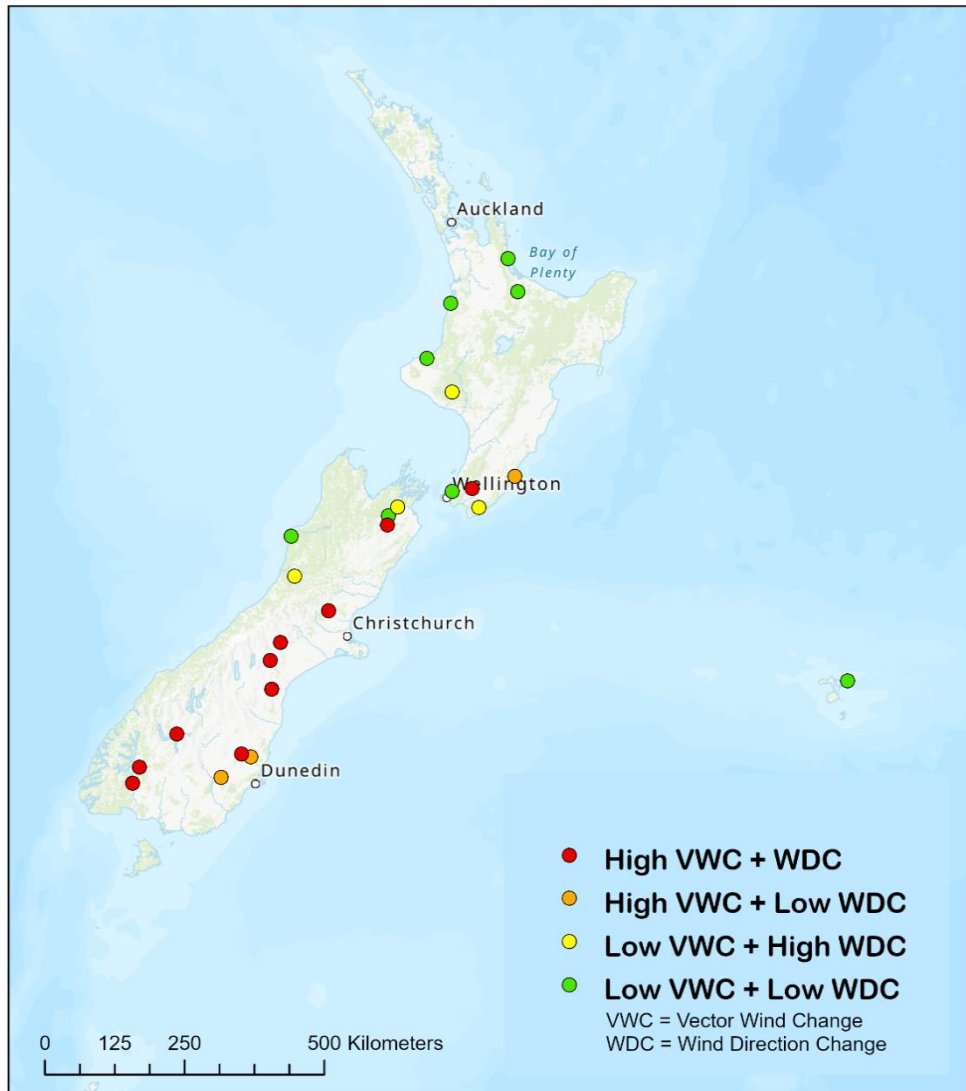 Auckland
Bay of
Plenty
Wellington
Christchurch
Dunedin
High VWC + WDC
High VWC + Low WDC
Low VWC + High WDC
Low VWC + Low WDC
VWC = Vector Wind Change
WDC = Wind Direction Change
0 125 250 500 Kilometers